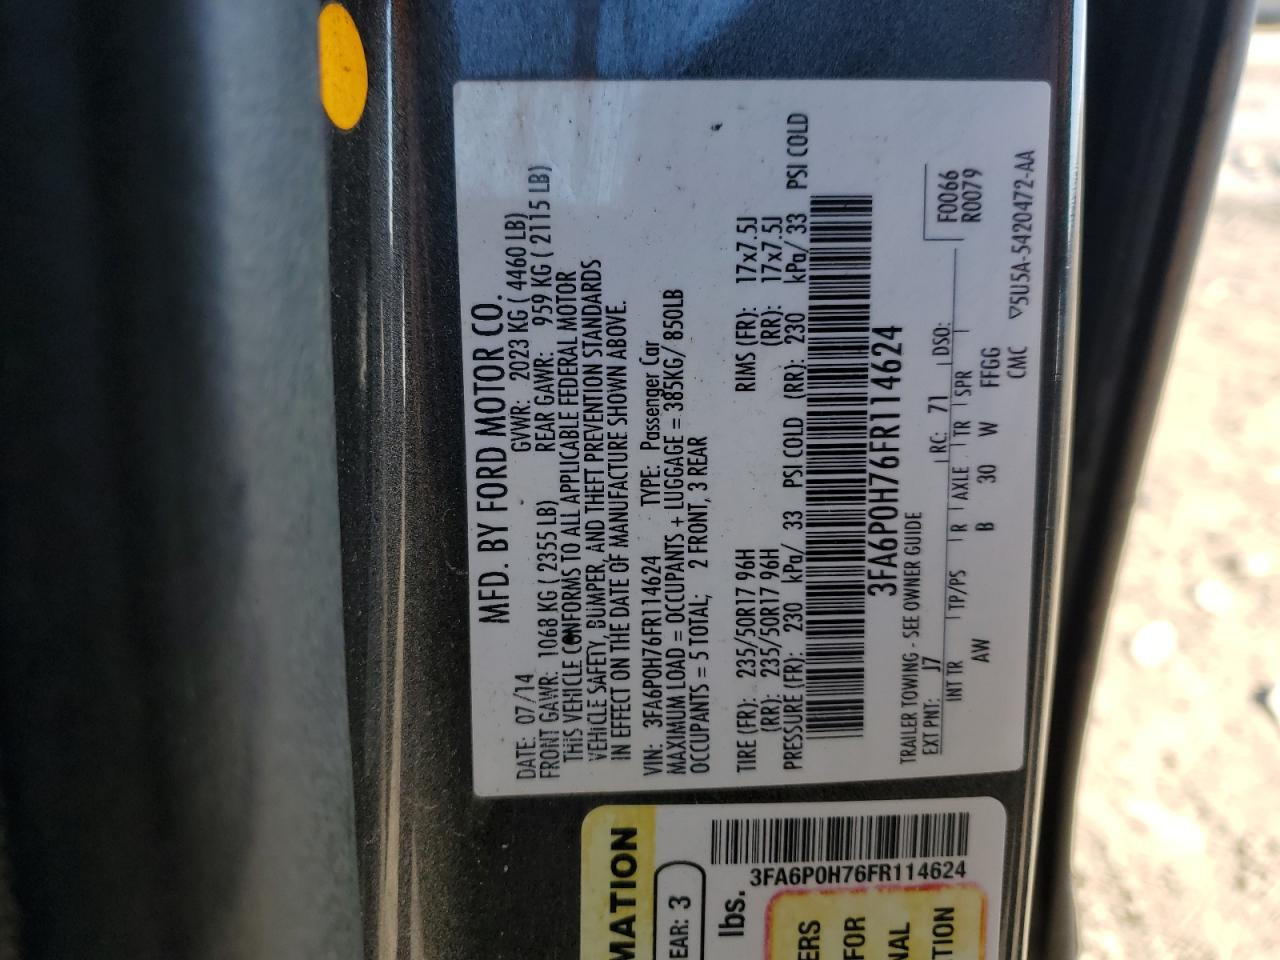 MFD. BY FORD MOTOR CO.
DATE: 07/14 GVWR: 2023 KG ( 4460 LB)
FRONT GAWR: 1068 KG ( 2355 LB) REAR GAWR: 959 KG ( 2115 LB)
THIS VEHICLE CONFORMS TO ALL APPLICABLE FEDERAL MOTOR
VEHICLE SAFETY, BUMPER, AND THEFT PREVENTION STANDARDS
IN EFFECT ON THE DATE OF MANUFACTURE SHOWN ABOVE.
VIN: 3FA6P0H76FR114624 TYPE: Passenger Car
MAXIMUM LOAD = OCCUPANTS + LUGGAGE = 385KG/ 850LB
OCCUPANTS = 5 TOTAL; 2 FRONT, 3 REAR
TIRE (FR): 235/50R17 96H RIMS (FR): 17x7.5J
(RR): 235/50R17 96H (RR): 17x7.5J
PRESSURE (FR): 230 kPa/ 33 PSI COLD (RR): 230 kPa/ 33 PSI COLD
3FA6P0H76FR114624
TRAILER TOWING - SEE OWNER GUIDE
EXT PNT: J7 RC: 71 DSO: F0066
R0079
INT TR TP/PS R AXLE TR SPR
AW B 30 W FFGG
CMC ▽5U5A-5420472-AA
MATION
EAR: 3
lbs.
3FA6P0H76FR114624
ERS
FOR
NAL
TION